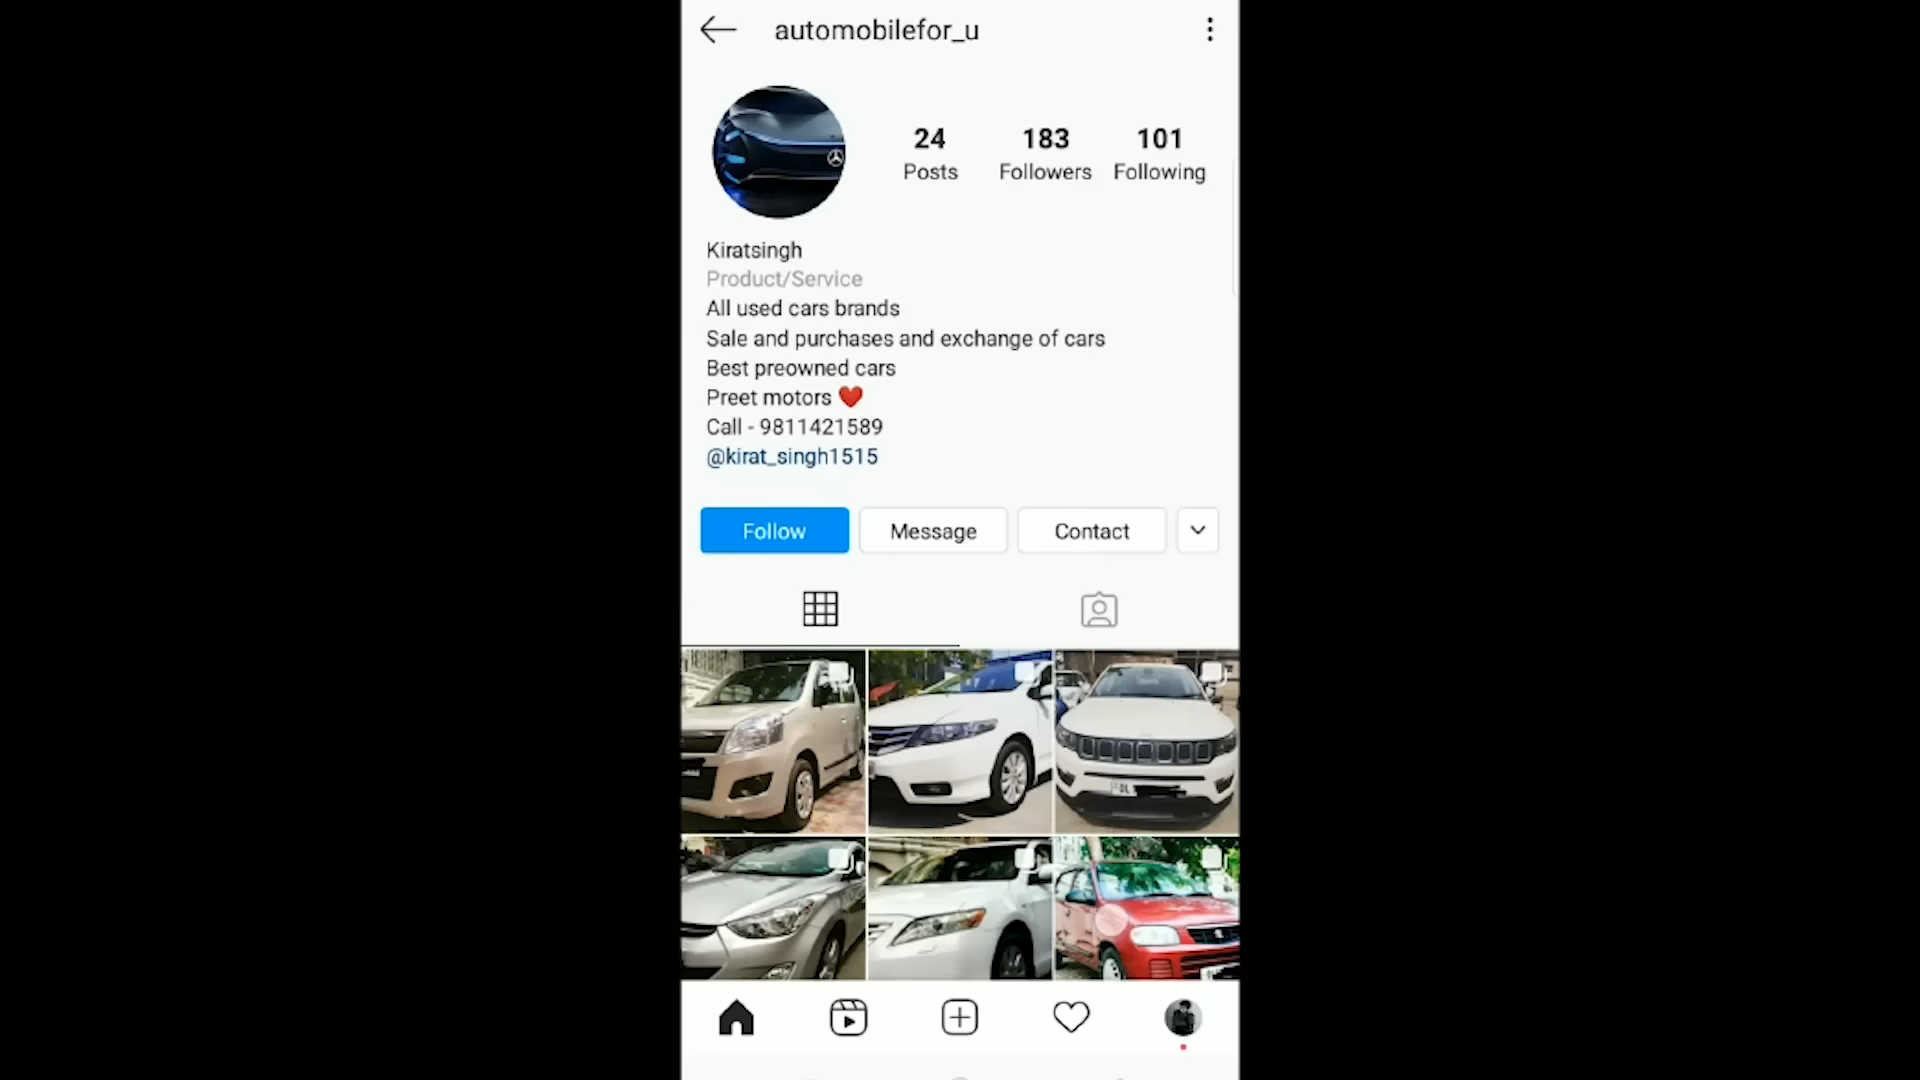 automobilefor_u
24 183 101
Posts Followers Following
Kiratsingh
Product/Service
All used cars brands
Sale and purchases and exchange of cars
Best preowned cars
Preet motors ❤️
Call - 9811421589
@kirat_singh1515
Follow Message Contact
DL